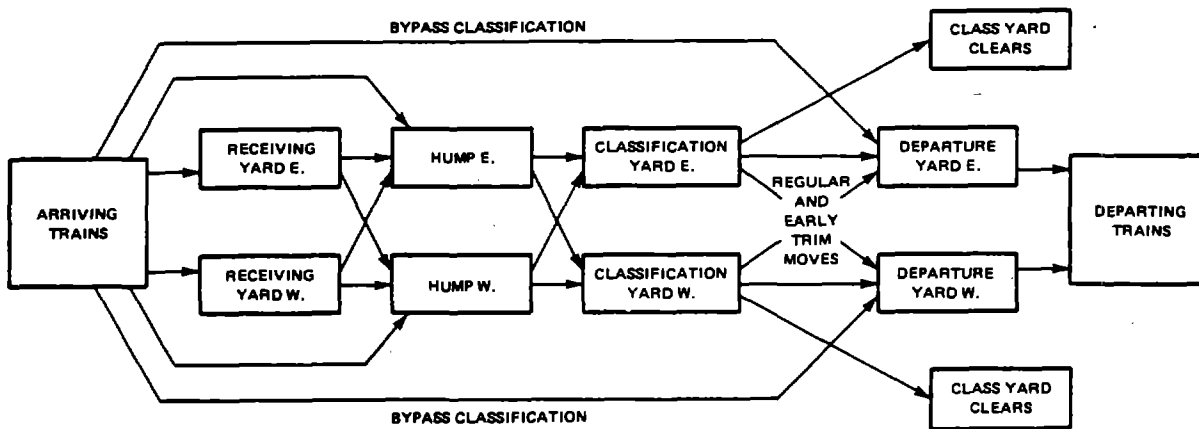 BYPASS CLASSIFICATION
CLASS YARD
CLEARS
RECEIVING
YARD E.
HUMP E.
CLASSIFICATION
YARD E.
DEPARTURE
YARD E.
ARRIVING
TRAINS
REGULAR
AND
EARLY
TRIM
MOVES
DEPARTING
TRAINS
RECEIVING
YARD W.
HUMP W.
CLASSIFICATION
YARD W.
DEPARTURE
YARD W.
CLASS YARD
CLEARS
BYPASS CLASSIFICATION